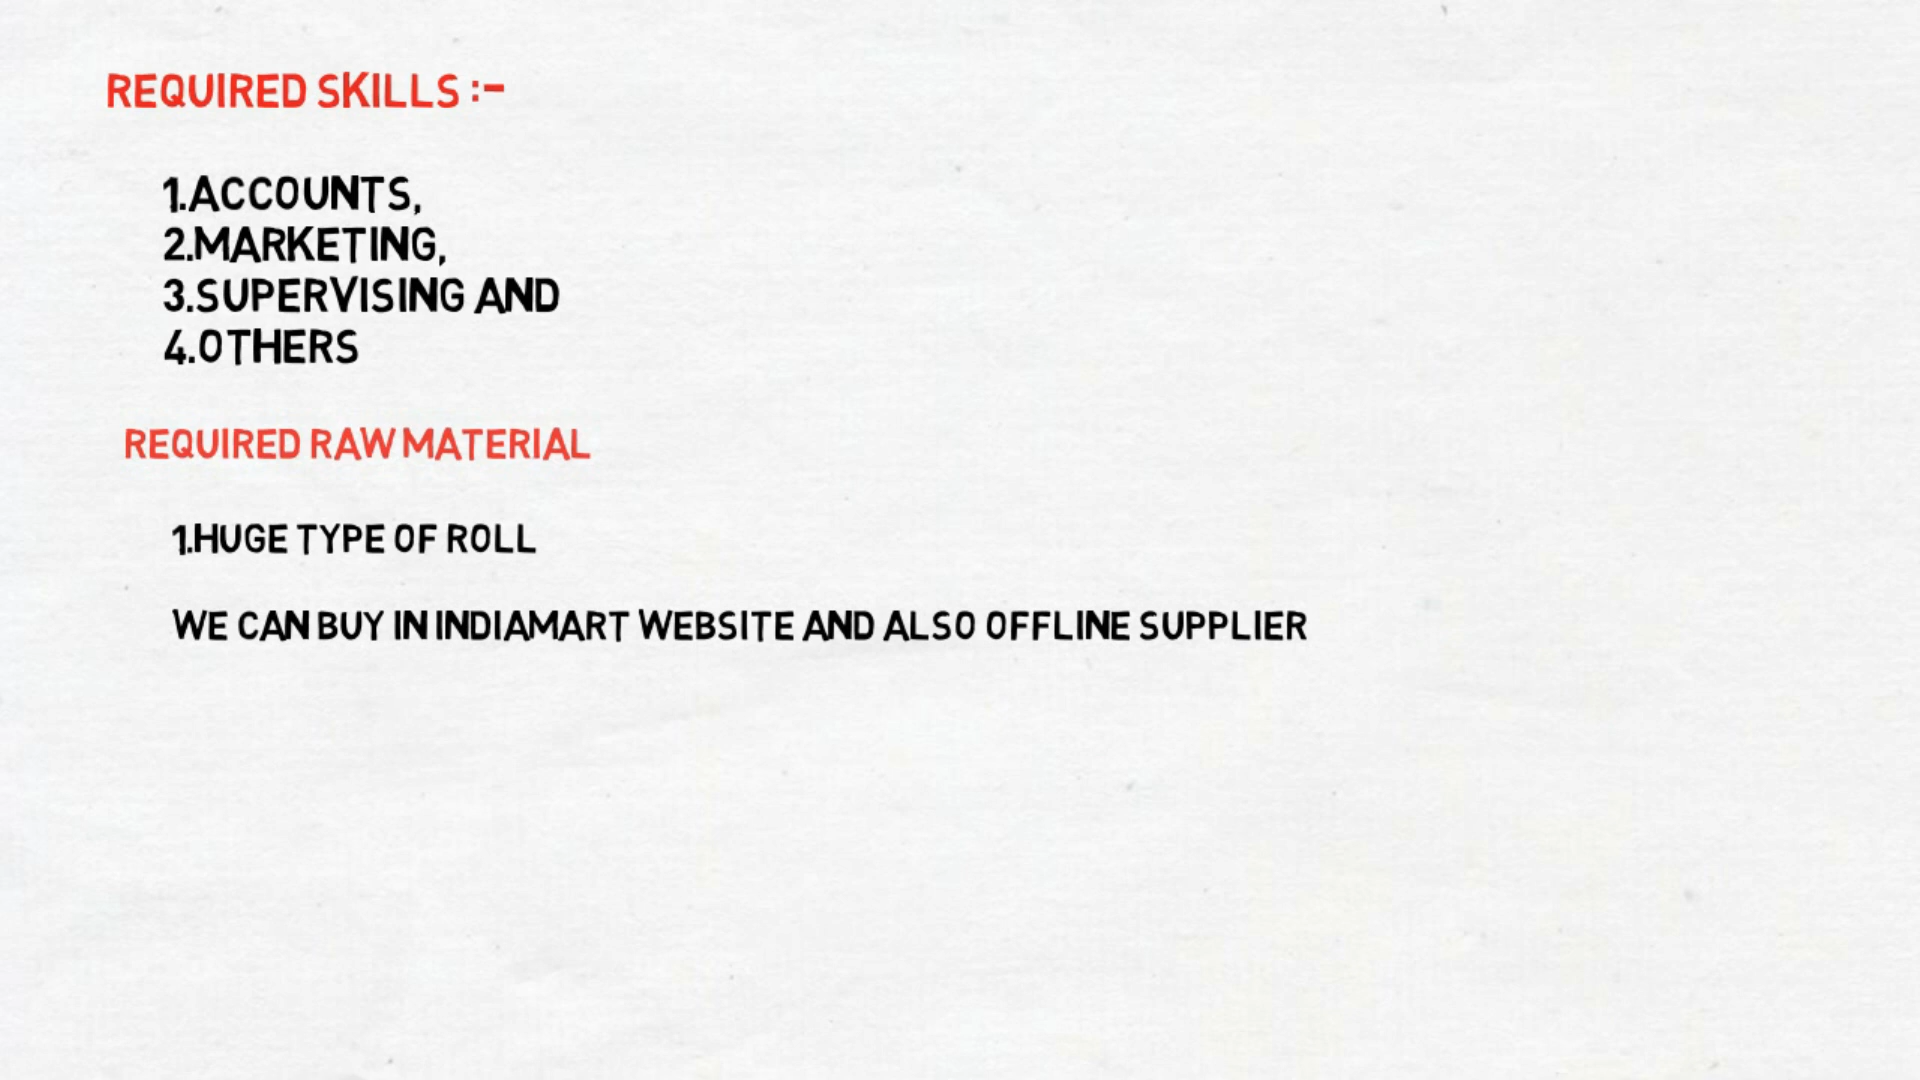 REQUIRED SKILLS :-
1.ACCOUNTS,
2.MARKETING,
3.SUPERVISING AND
4.OTHERS
REQUIRED RAW MATERIAL
1.HUGE TYPE OF ROLL
WE CAN BUY IN INDIAMART WEBSITE AND ALSO OFFLINE SUPPLIER